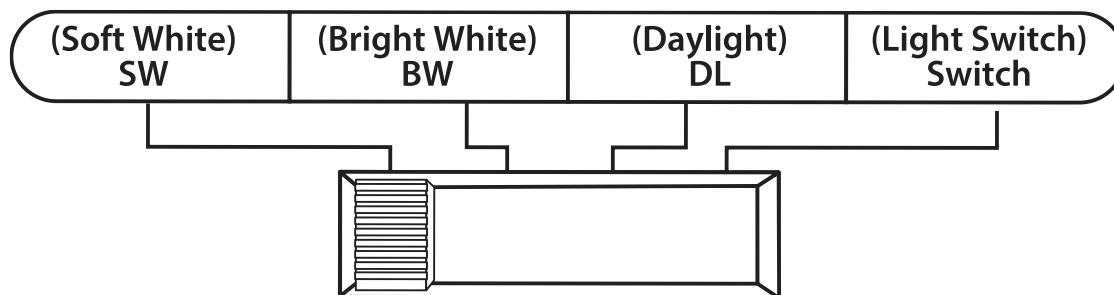 (Soft White)
SW
(Bright White)
BW
(Daylight)
DL
(Light Switch)
Switch